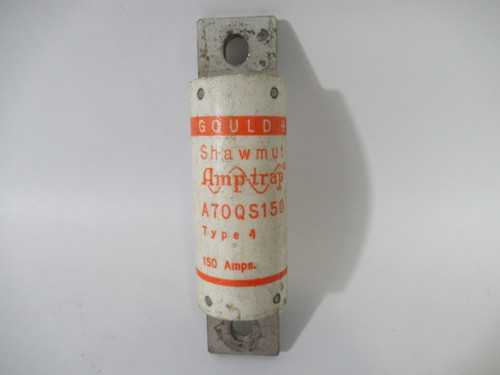 GOULD
Shawmut
Amp-trap®
A70QS150
Type 4
150 Amps.